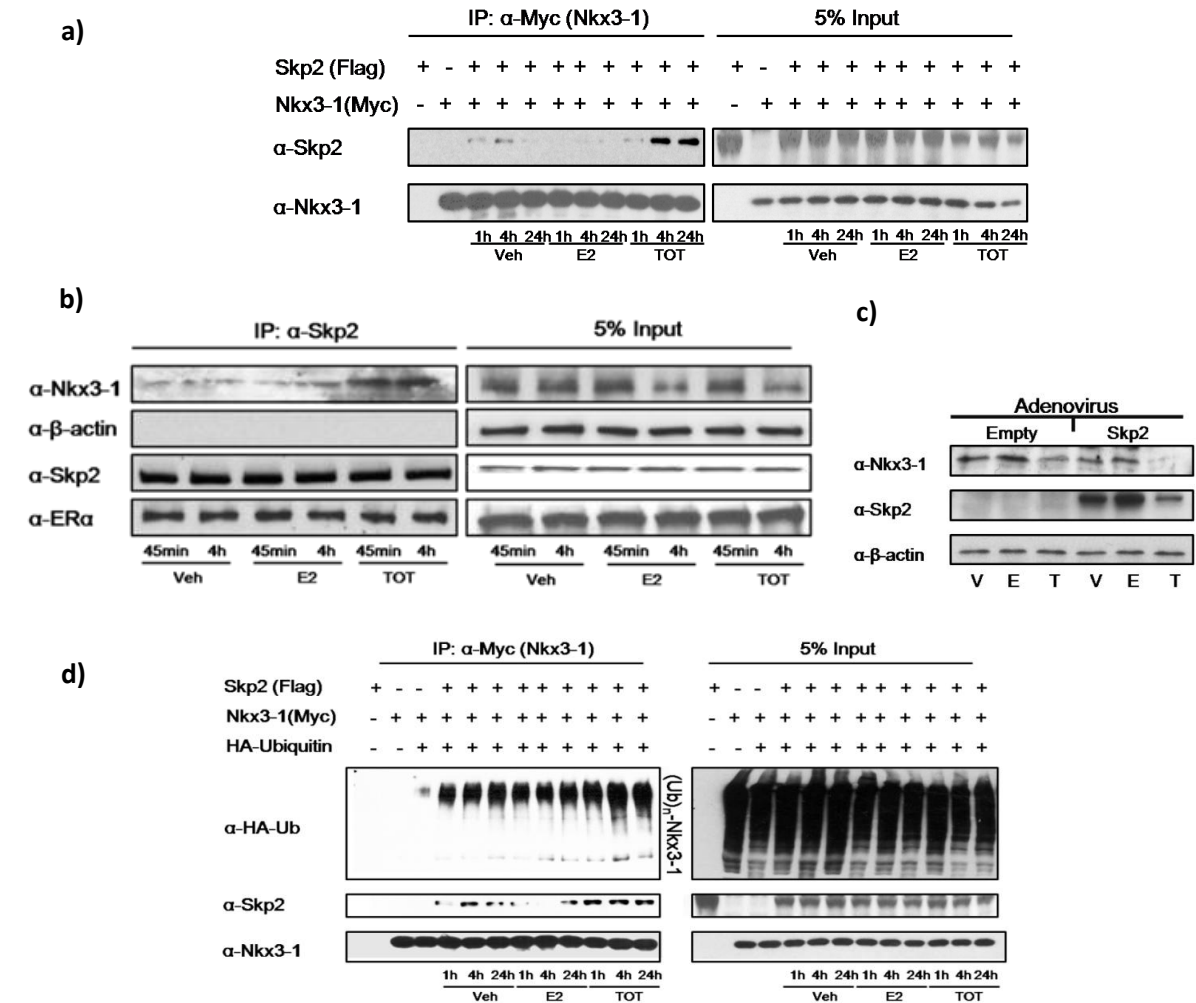 a)
IP: α-Myc (Nkx3-1) 5% Input
Skp2 (Flag) + - + + + + + + + + + + - + + + + + + + + +
Nkx3-1(Myc) - + + + + + + + + + + - + + + + + + + + + +
α-Skp2
α-Nkx3-1
1h 4h 24h 1h 4h 24h 1h 4h 24h 1h 4h 24h 1h 4h 24h 1h 4h 24h
Veh E2 TOT Veh E2 TOT
b)
IP: α-Skp2 5% Input
α-Nkx3-1
α-β-actin
α-Skp2
α-ERα
45min 4h 45min 4h 45min 4h 45min 4h 45min 4h 45min 4h
Veh E2 TOT Veh E2 TOT
c)
Adenovirus
Empty Skp2
α-Nkx3-1
α-Skp2
α-β-actin
V E T V E T
d)
IP: α-Myc (Nkx3-1) 5% Input
Skp2 (Flag) + - - + + + + + + + + + + - - + + + + + + + + +
Nkx3-1(Myc) - + + + + + + + + + + + - + + + + + + + + + + +
HA-Ubiquitin - - + + + + + + + + + + - - + + + + + + + + + +
α-HA-Ub
(Ub)n-Nkx3-1
α-Skp2
α-Nkx3-1
1h 4h 24h 1h 4h 24h 1h 4h 24h 1h 4h 24h 1h 4h 24h 1h 4h 24h
Veh E2 TOT Veh E2 TOT